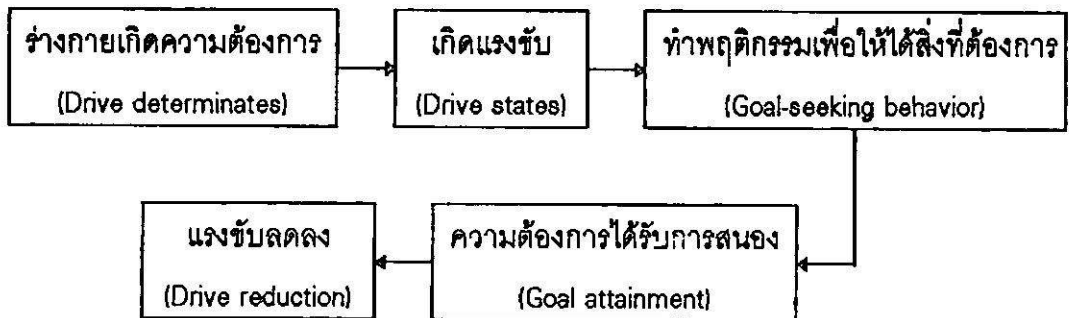 ร่างกายเกิดความต้องการ
(Drive determinates)
เกิดแรงขับ
(Drive states)
ทำพฤติกรรมเพื่อให้ได้สิ่งที่ต้องการ
(Goal-seeking behavior)
แรงขับลดลง
(Drive reduction)
ความต้องการได้รับการสนอง
(Goal attainment)